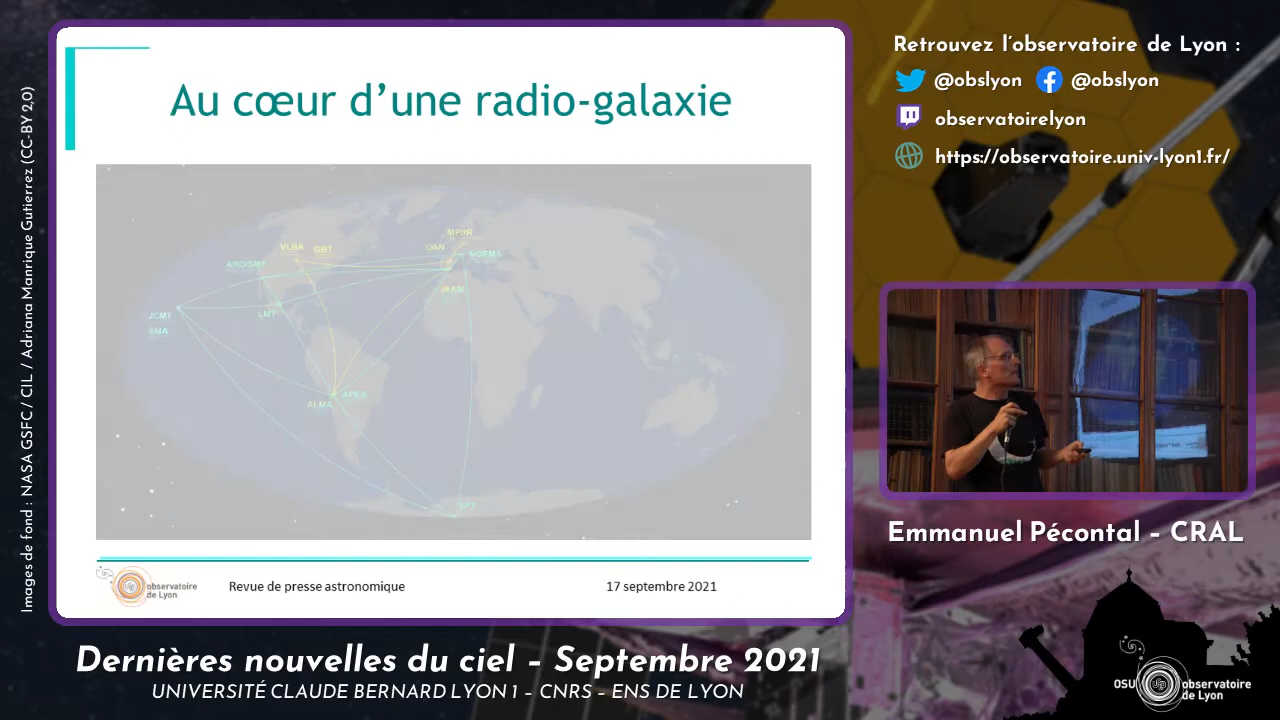 Images de fond : NASA GSFC / CIL / Adriana Manrique Gutierrez (CC-BY 2,0)
Au cœur d’une radio-galaxie
MPIfR
VLBA GBT
OAN
NOEMA
ARO/SMT
IRAM
JCMT
LMT
SMA
APEX
ALMA
SPT
observatoire
de Lyon
Revue de presse astronomique
17 septembre 2021
Retrouvez l’observatoire de Lyon :
@obslyon @obslyon
observatoirelyon
https://observatoire.univ-lyon1.fr/
Emmanuel Pécontal – CRAL
Dernières nouvelles du ciel – Septembre 2021
UNIVERSITÉ CLAUDE BERNARD LYON 1 – CNRS – ENS DE LYON
OSU observatoire
de Lyon